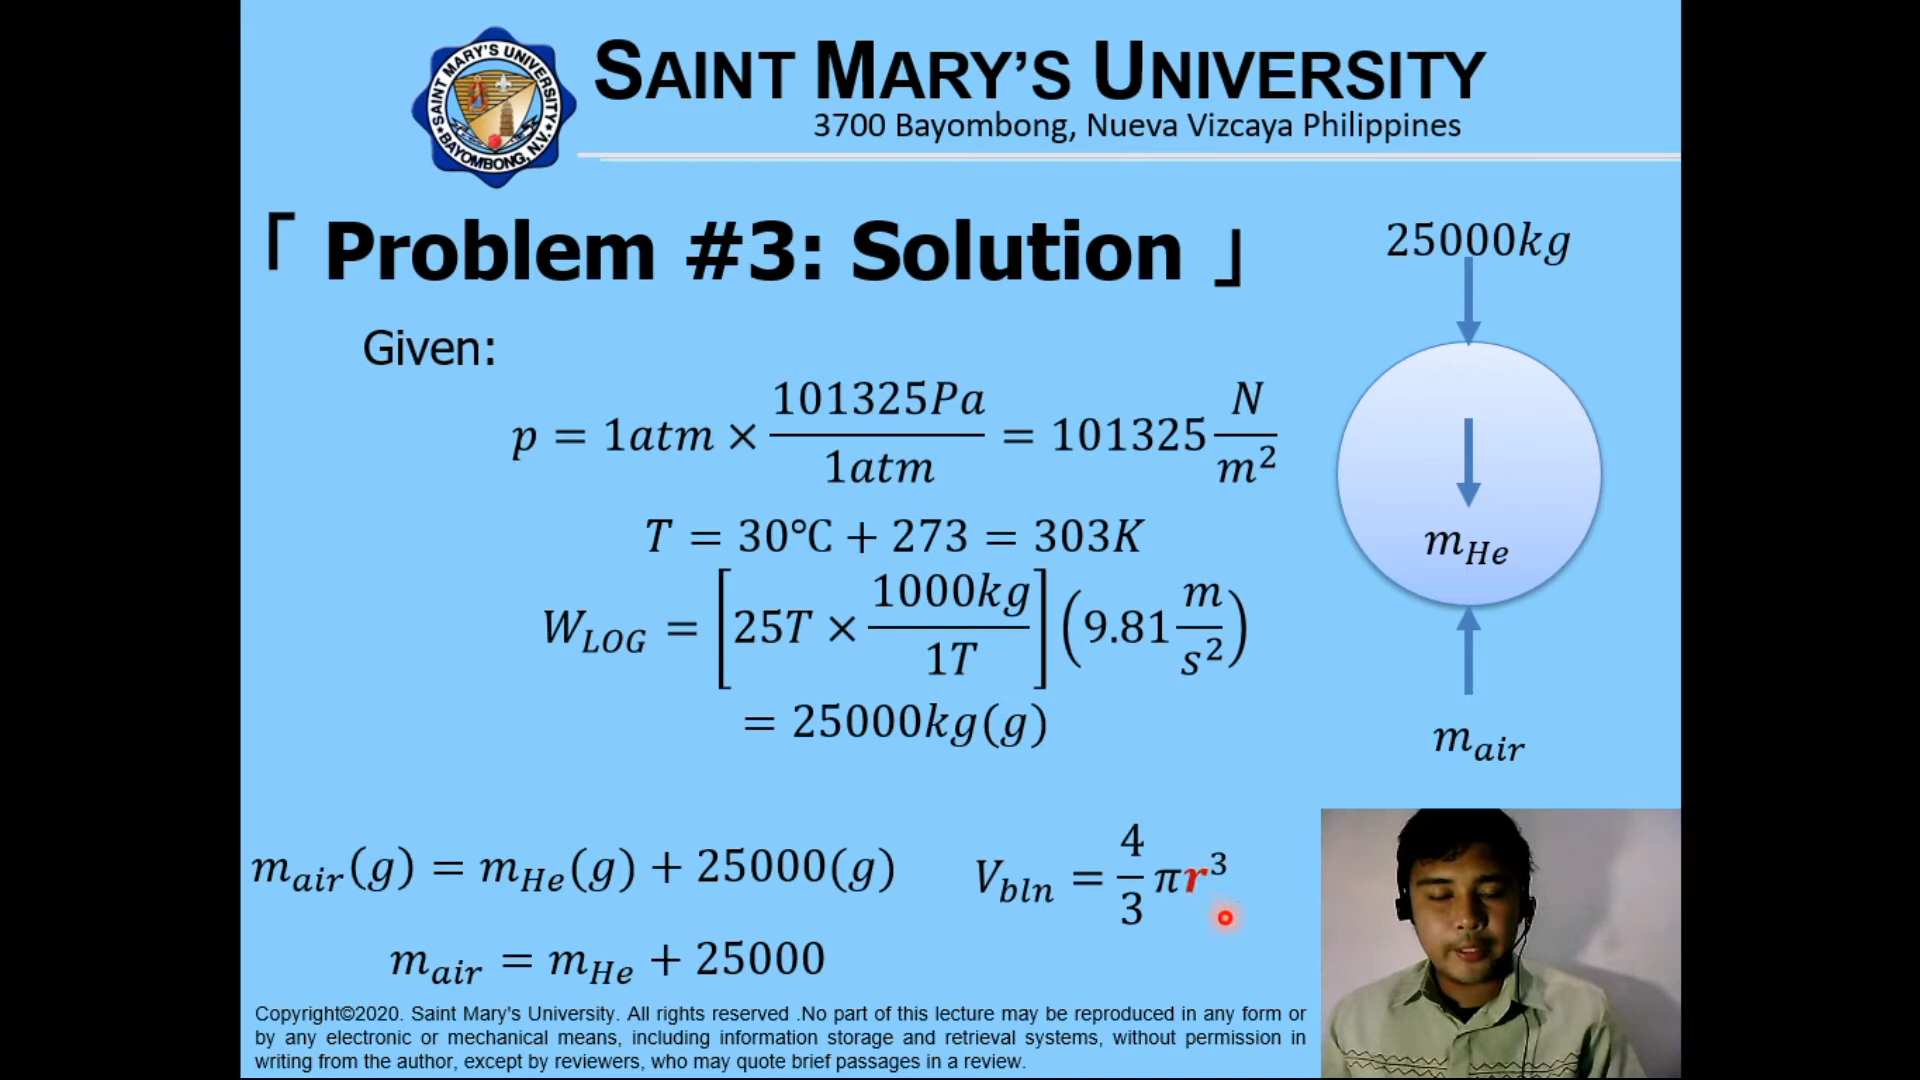 SAINT MARY'S UNIVERSITY
3700 Bayombong, Nueva Vizcaya Philippines
SAINT MARY'S UNIVERSITY
BAYOMBONG, N.V.
「 Problem #3: Solution 」
25000kg
Given:
p = 1atm × 101325Pa / 1atm = 101325 N / m²
T = 30℃ + 273 = 303K
m_He
W_LOG = [25T × 1000kg / 1T] (9.81 m / s²)
= 25000kg(g)
m_air
m_air(g) = m_He(g) + 25000(g)
V_bln = 4/3 πr³
m_air = m_He + 25000
Copyright©2020. Saint Mary's University. All rights reserved .No part of this lecture may be reproduced in any form or
by any electronic or mechanical means, including information storage and retrieval systems, without permission in
writing from the author, except by reviewers, who may quote brief passages in a review.